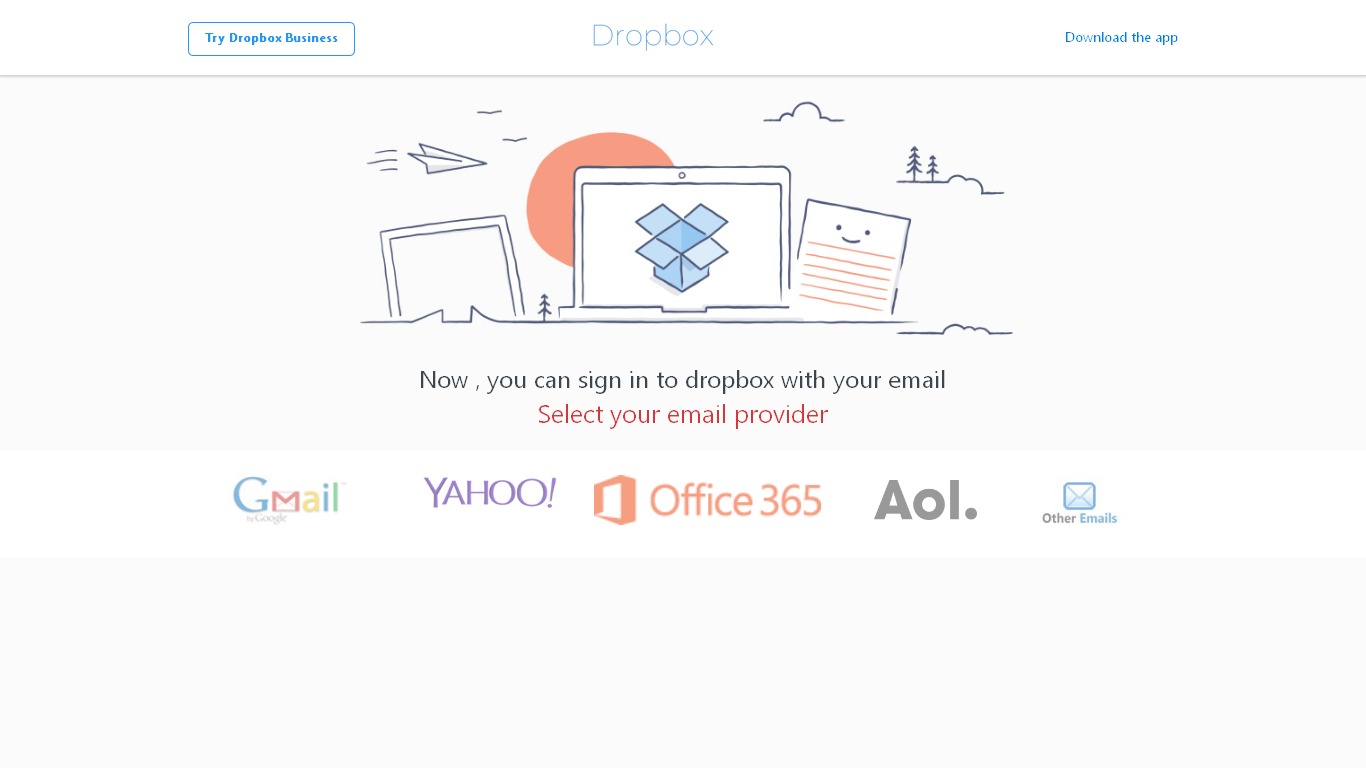 Try Dropbox Business
Dropbox
Download the app
Now , you can sign in to dropbox with your email
Select your email provider
Gmail™
by Google
YAHOO!
Office 365
Aol.
Other Emails